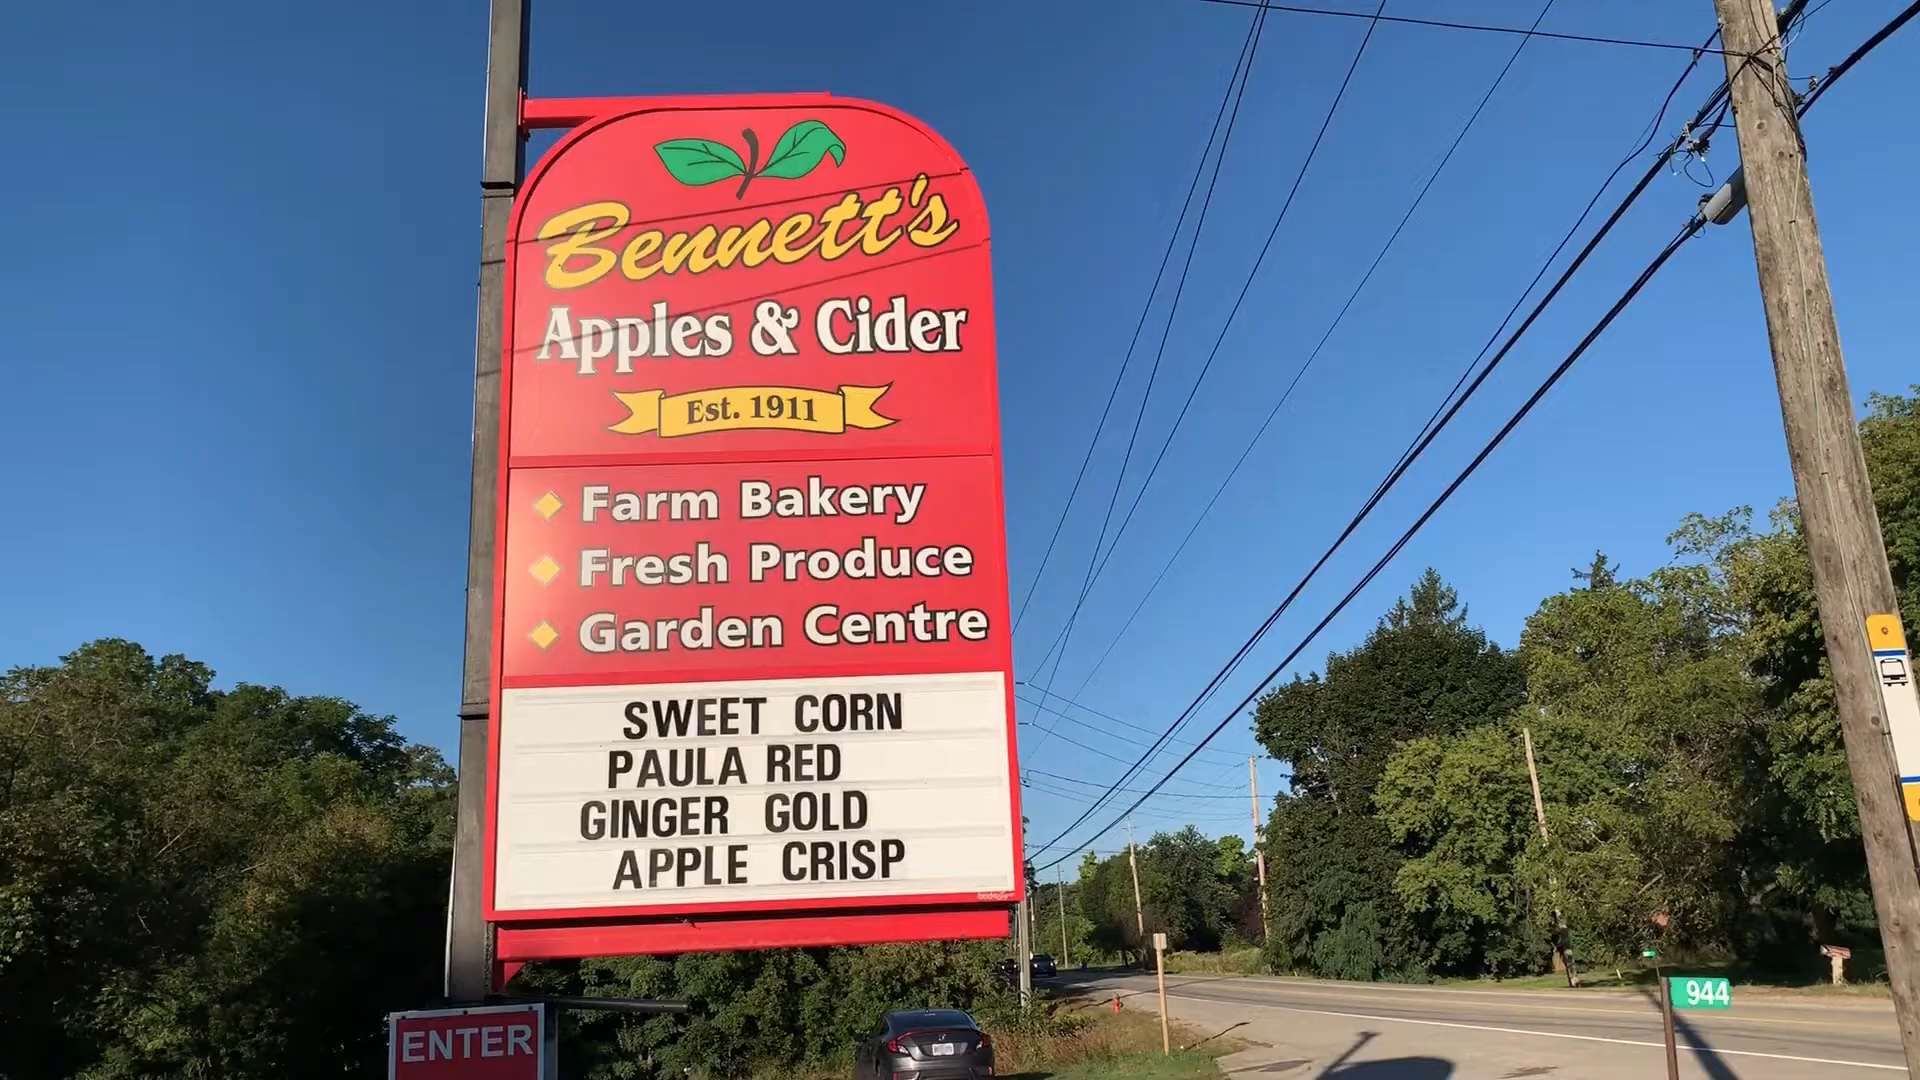 Bennett's
Apples & Cider
Est. 1911
Farm Bakery
Fresh Produce
Garden Centre
SWEET CORN
PAULA RED
GINGER GOLD
APPLE CRISP
ENTER
944